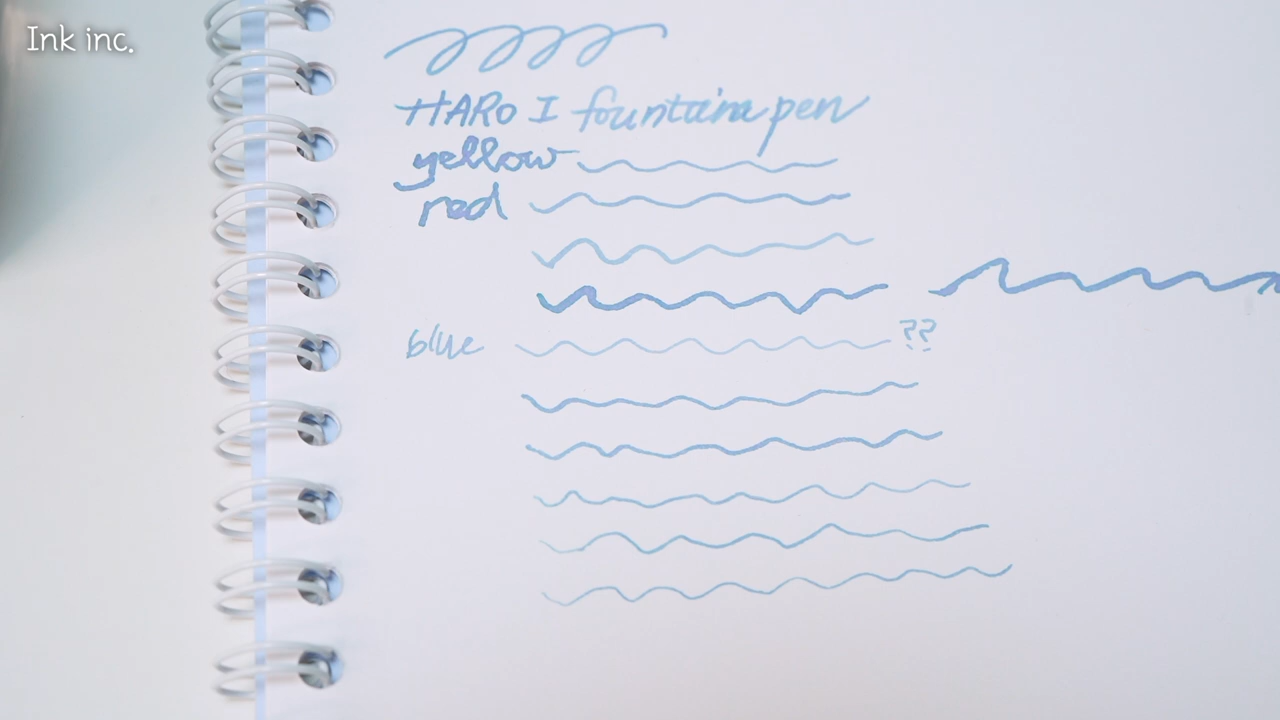 Ink inc.
HARo I fountain pen
yellow
red
blue ??